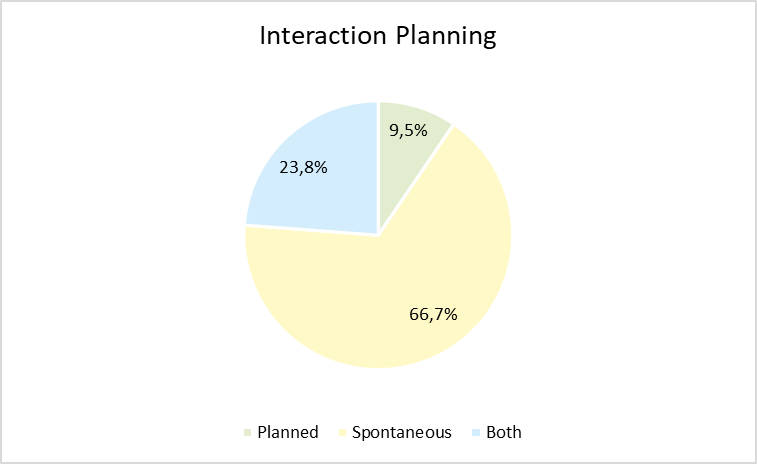 Interaction Planning
9,5%
23,8%
66,7%
Planned Spontaneous Both